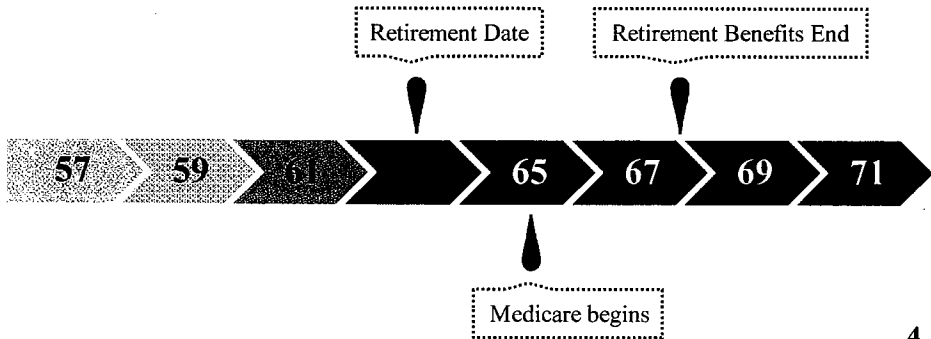 Retirement Date
Retirement Benefits End
57 59 61 65 67 69 71
Medicare begins
4